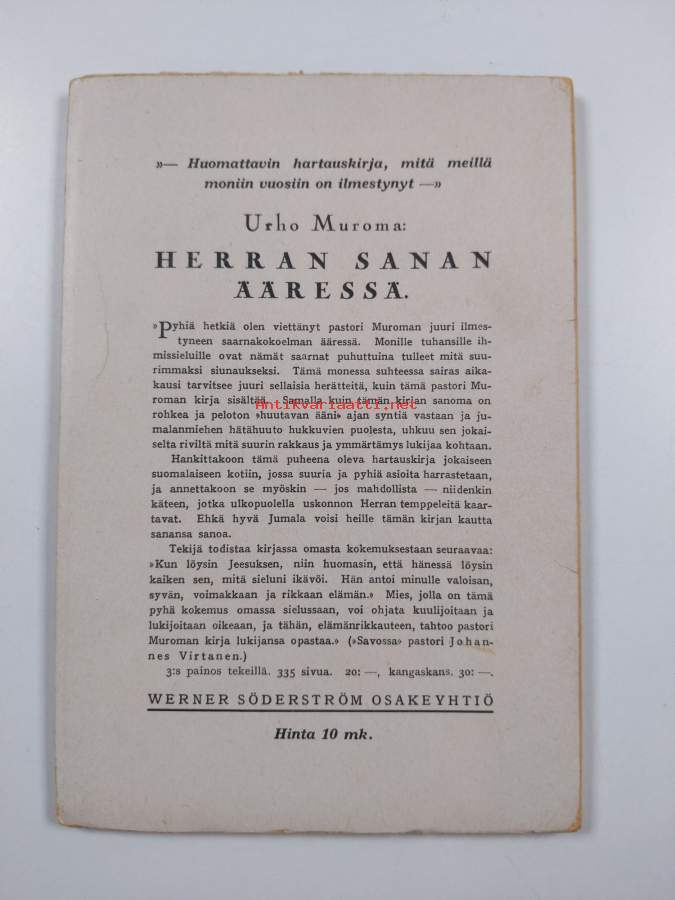 »— Huomattavin hartauskirja, mitä meillä
moniin vuosiin on ilmestynyt —»
Urho Muroma:
HERRAN SANAN
ÄÄRESSÄ.
»Pyhiä hetkiä olen viettänyt pastori Muroman juuri ilmes-
tyneen saarnakokoelman ääressä. Monille tuhansille ih-
missieluille ovat nämät saarnat puhuttuina tulleet mitä suu-
rimmaksi siunaukseksi. Tämä monessa suhteessa sairas aika-
kausi tarvitsee juuri sellaisia herätteitä, kuin tämä pastori Mu-
roman kirja sisältää. Samalla kuin tämän kirjan sanoma on
Antikvariaatti.net
rohkea ja peloton »huutavan ääni» ajan syntiä vastaan ja ju-
malanmiehen hätähuuto hukkuvien puolesta, uhkuu sen jokai-
selta riviltä mitä suurin rakkaus ja ymmärtämys lukijaa kohtaan.
Hankittakoon tämä puheena oleva hartauskirja jokaiseen
suomalaiseen kotiin, jossa suuria ja pyhiä asioita harrastetaan,
ja annettakoon se myöskin — jos mahdollista — niidenkin
käteen, jotka ulkopuolella uskonnon Herran temppeleitä kaar-
tavat. Ehkä hyvä Jumala voisi heille tämän kirjan kautta
sanansa sanoa.
Tekijä todistaa kirjassa omasta kokemuksestaan seuraavaa:
»Kun löysin Jeesuksen, niin huomasin, että hänessä löysin
kaiken sen, mitä sieluni ikävöi. Hän antoi minulle valoisan,
syvän, voimakkaan ja rikkaan elämän.» Mies, jolla on tämä
pyhä kokemus omassa sielussaan, voi ohjata kuulijoitaan ja
lukijoitaan oikeaan, ja tähän, elämänrikkauteen, tahtoo pastori
Muroman kirja lukijansa opastaa.» (»Savossa» pastori Johan-
nes Virtanen.)
3:s painos tekeillä. 335 sivua. 20: —, kangaskans. 30: —.
WERNER SÖDERSTRÖM OSAKEYHTIÖ
Hinta 10 mk.